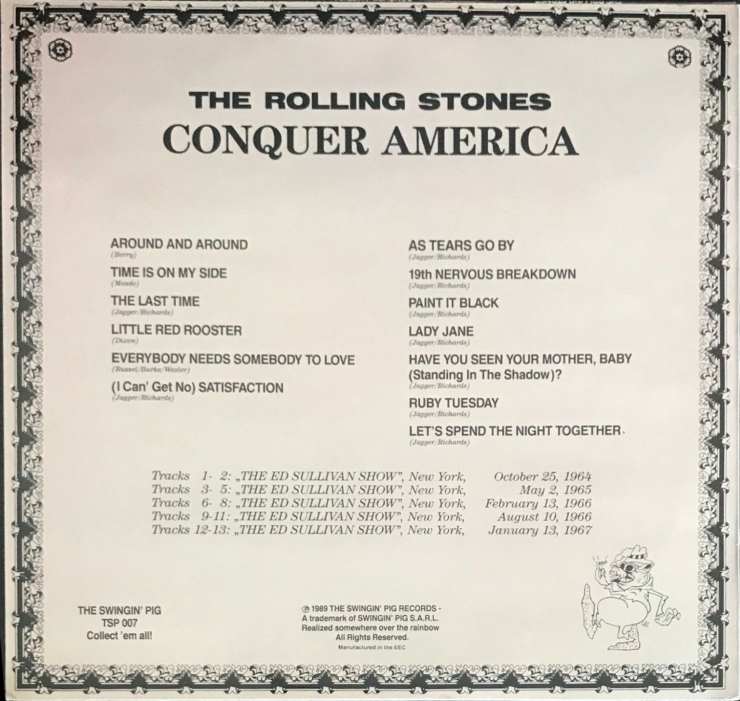 THE ROLLING STONES
CONQUER AMERICA
AROUND AND AROUND
(Berry)
TIME IS ON MY SIDE
(Meade)
THE LAST TIME
(Jagger/Richards)
LITTLE RED ROOSTER
(Dixon)
EVERYBODY NEEDS SOMEBODY TO LOVE
(Russel/Burke/Wexler)
(I Can' Get No) SATISFACTION
(Jagger/Richards)
AS TEARS GO BY
(Jagger/Richards)
19th NERVOUS BREAKDOWN
(Jagger/Richards)
PAINT IT BLACK
(Jagger/Richards)
LADY JANE
(Jagger/Richards)
HAVE YOU SEEN YOUR MOTHER, BABY
(Standing In The Shadow)?
(Jagger/Richards)
RUBY TUESDAY
(Jagger/Richards)
LET'S SPEND THE NIGHT TOGETHER
(Jagger/Richards)
Tracks 1- 2: „THE ED SULLIVAN SHOW”, New York, October 25, 1964
Tracks 3- 5: „THE ED SULLIVAN SHOW”, New York, May 2, 1965
Tracks 6- 8: „THE ED SULLIVAN SHOW”, New York, February 13, 1966
Tracks 9-11: „THE ED SULLIVAN SHOW”, New York, August 10, 1966
Tracks 12-13: „THE ED SULLIVAN SHOW”, New York, January 13, 1967
THE SWINGIN' PIG
TSP 007
Collect 'em all!
℗ 1989 THE SWINGIN' PIG RECORDS -
A trademark of SWINGIN' PIG S.A.R.L.
Realized somewhere over the rainbow
All Rights Reserved.
Manufactured in the EEC